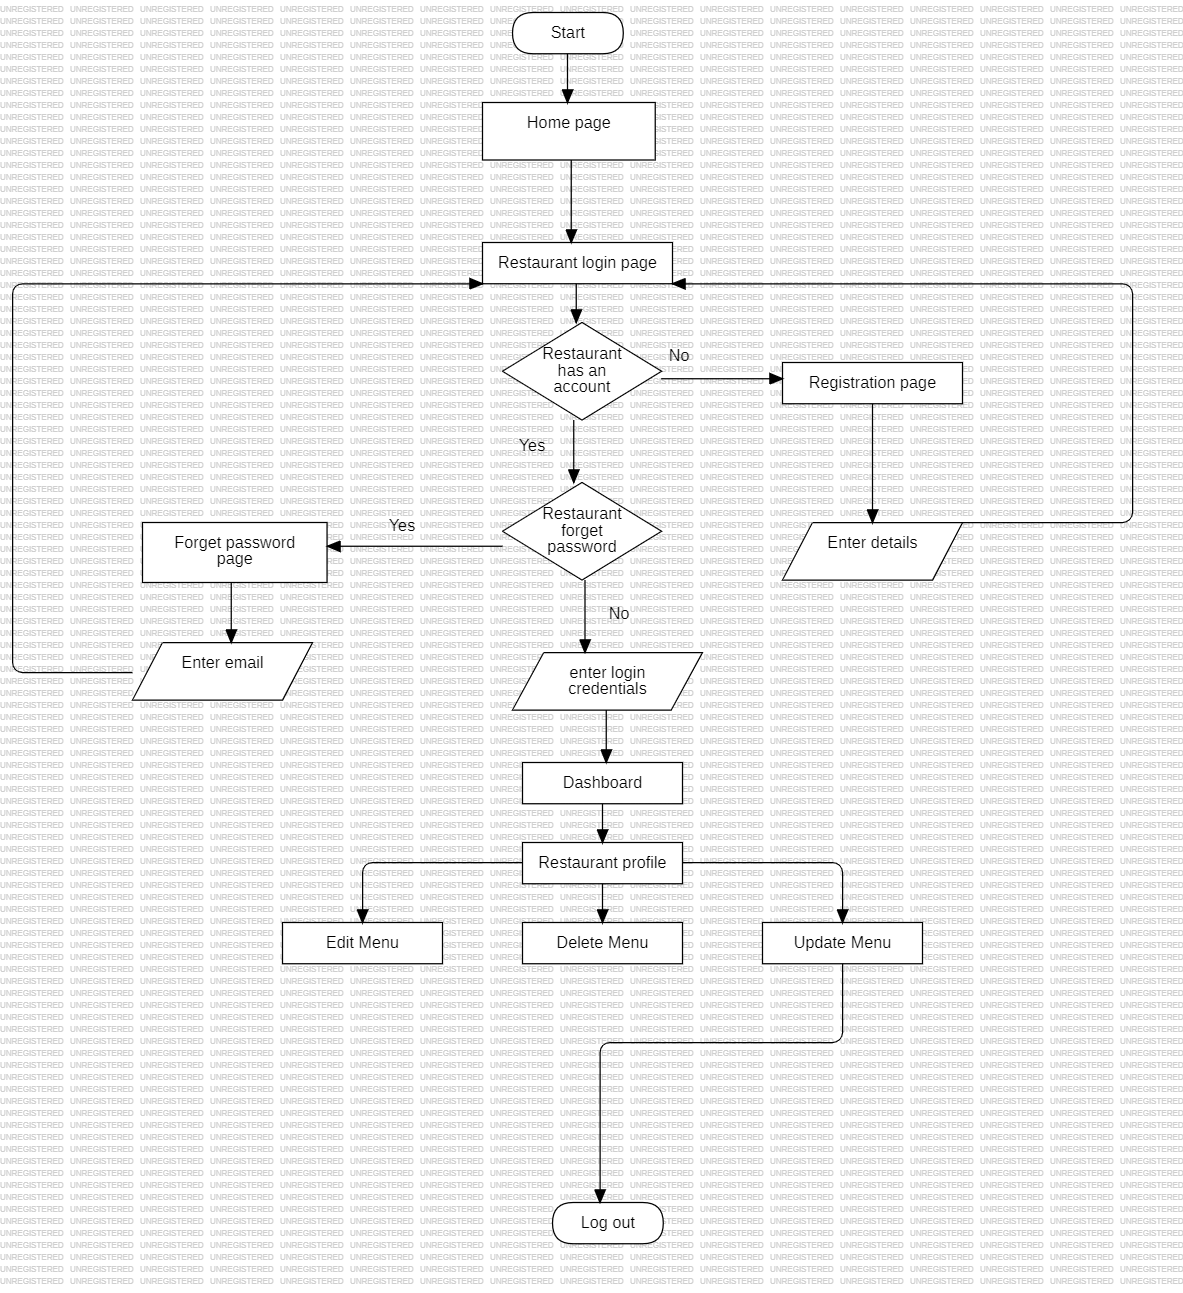 Start
Home page
Restaurant login page
Restaurant
has an
account
No
Registration page
Yes
Restaurant
forget
password
Yes
Forget password
page
Enter details
No
Enter email
enter login
credentials
Dashboard
Restaurant profile
Edit Menu
Delete Menu
Update Menu
Log out
UNREGISTERED